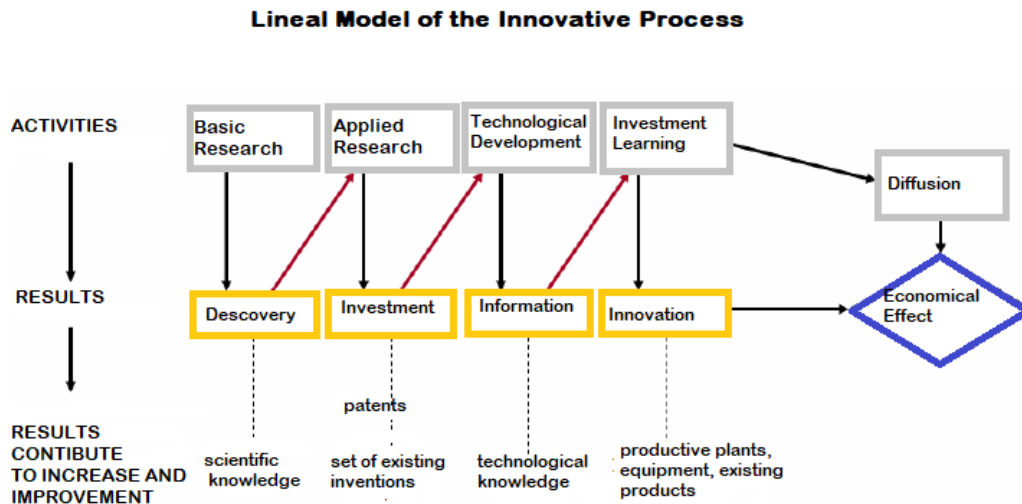 Lineal Model of the Innovative Process
ACTIVITIES
Basic
Research
Applied
Research
Technological
Development
Investment
Learning
Diffusion
RESULTS
Descovery
Investment
Information
Innovation
Economical
Effect
patents
RESULTS
CONTIBUTE
TO INCREASE AND
IMPROVEMENT
scientific
knowledge
set of existing
inventions
technological
knowledge
productive plants,
equipment, existing
products